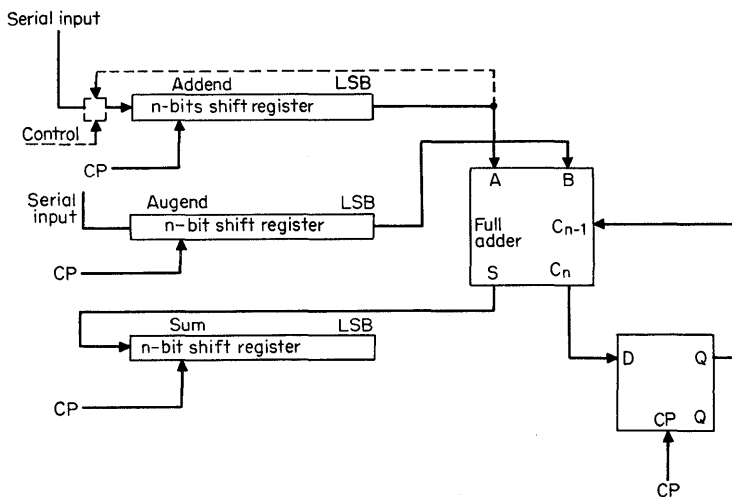 Serial input
Addend LSB
n-bits shift register
Control
CP
A B
Serial
input
Augend LSB
n-bit shift register
Full
adder
Cn-1
CP
S Cn
Sum LSB
n-bit shift register
D Q
CP
CP Q
CP